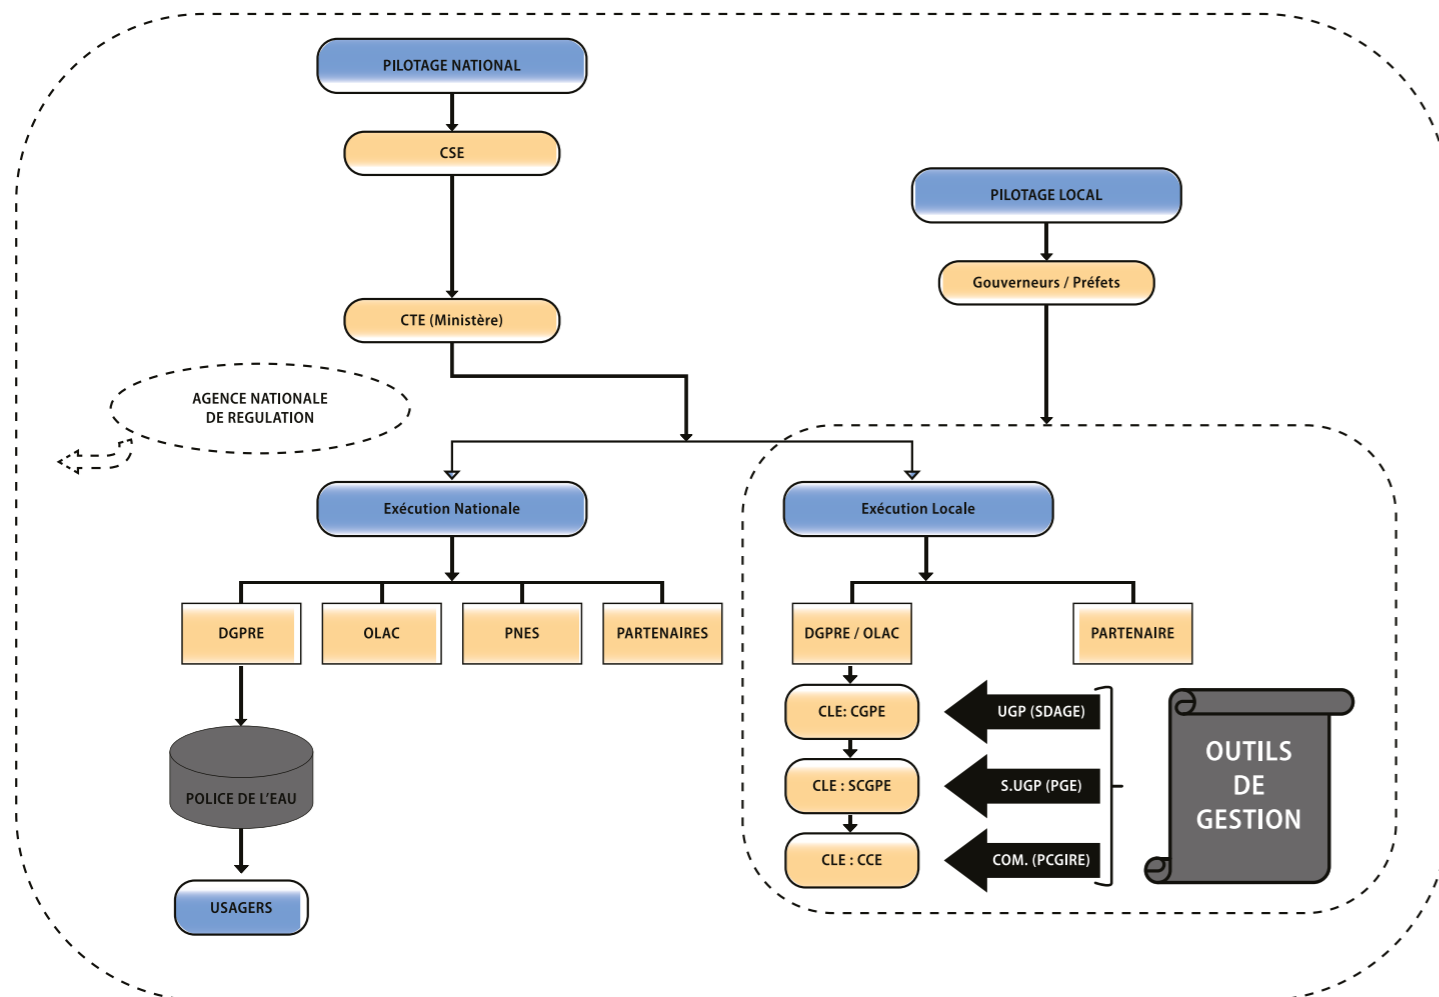 PILOTAGE NATIONAL
CSE
PILOTAGE LOCAL
Gouverneurs / Préfets
CTE (Ministère)
AGENCE NATIONALE
DE REGULATION
Exécution Nationale
Exécution Locale
DGPRE
OLAC
PNES
PARTENAIRES
DGPRE / OLAC
PARTENAIRE
CLE: CGPE
UGP (SDAGE)
CLE : SCGPE
S.UGP (PGE)
CLE : CCE
COM. (PCGIRE)
OUTILS
DE
GESTION
POLICE DE L’EAU
USAGERS